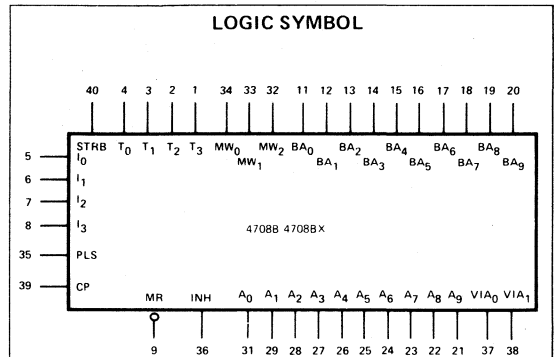 LOGIC SYMBOL
40 4 3 2 1 34 33 32 11 12 13 14 15 16 17 18 19 20
STRB T0 T1 T2 T3 MW0 MW2 BA0 BA2 BA4 BA6 BA8
MW1 BA1 BA3 BA5 BA7 BA9
5 I0
6 I1
7 I2
8 I3
4708B 4708BX
35 PLS
39 CP
MR INH A0 A1 A2 A3 A4 A5 A6 A7 A8 A9 VIA0 VIA1
9 36 31 29 28 27 26 25 24 23 22 21 37 38